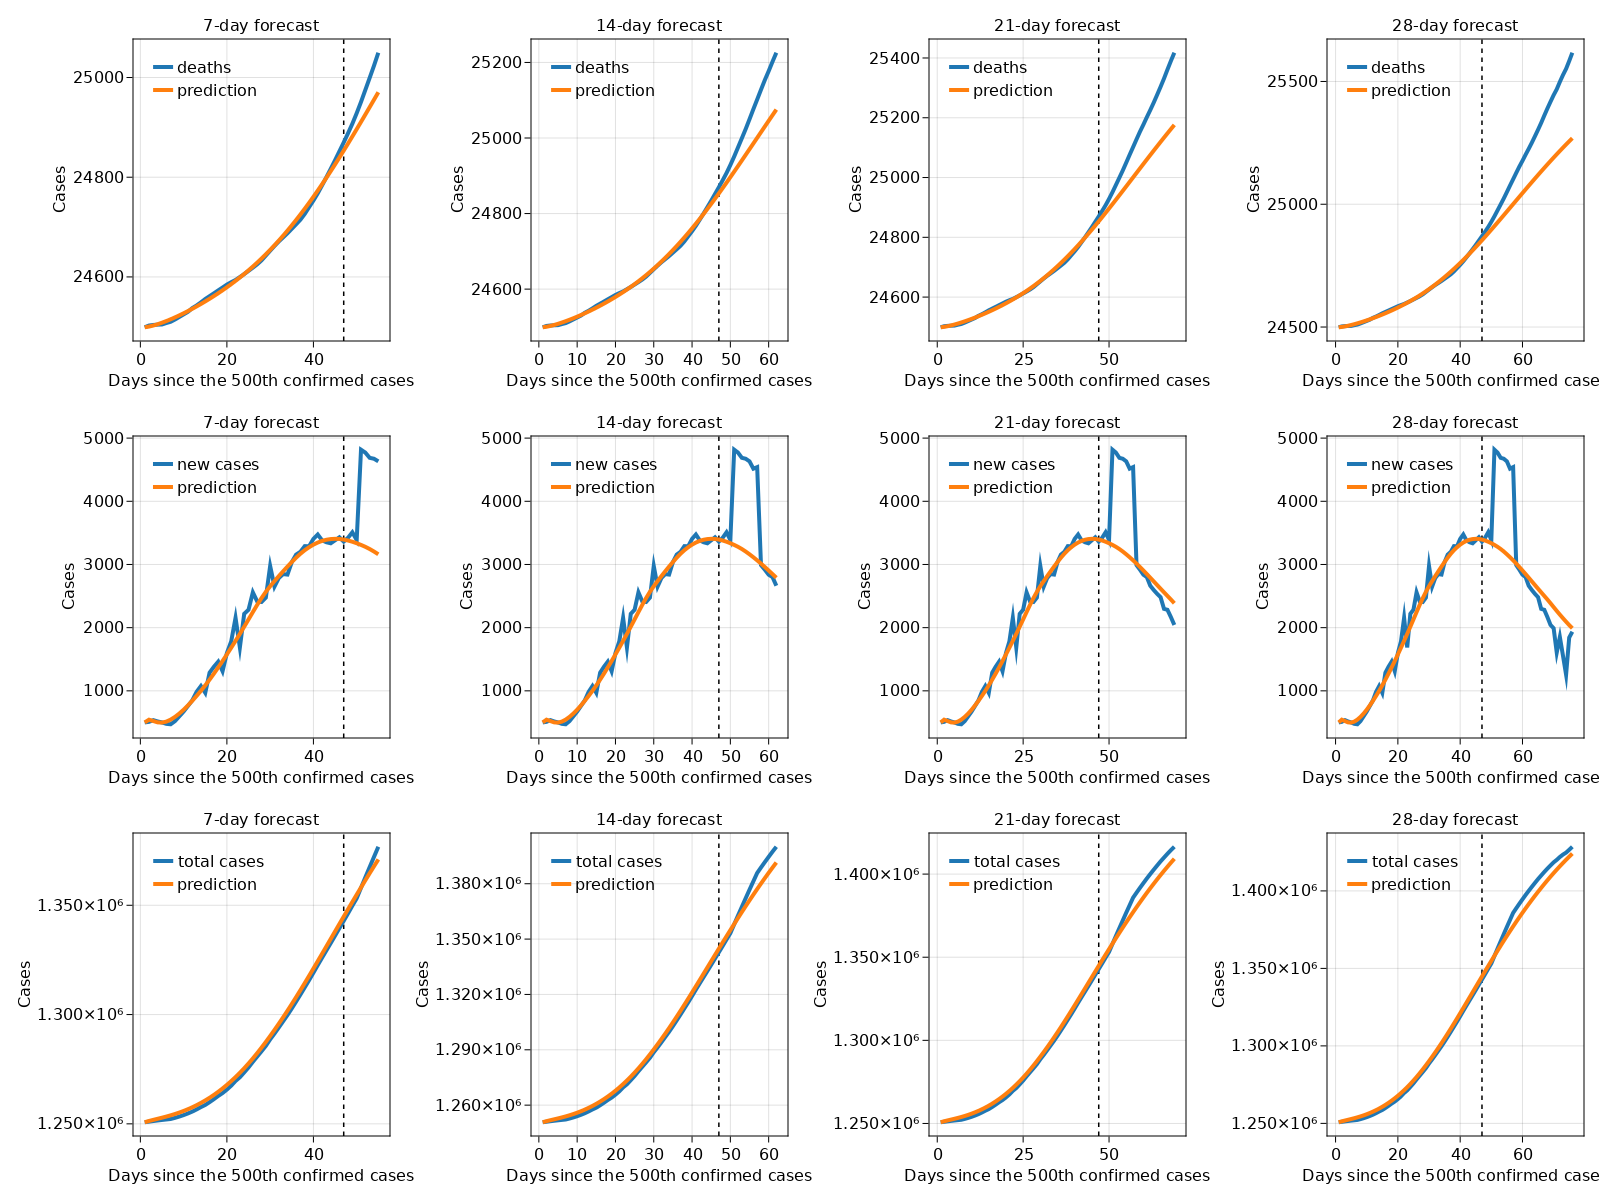 7-day forecast 14-day forecast 21-day forecast 28-day forecast
deaths
prediction
25000
24800
24600
Cases
0 20 40
Days since the 500th confirmed cases
deaths
prediction
25200
25000
24800
24600
Cases
0 10 20 30 40 50 60
Days since the 500th confirmed cases
deaths
prediction
25400
25200
25000
24800
24600
Cases
0 25 50
Days since the 500th confirmed cases
deaths
prediction
25500
25000
24500
Cases
0 20 40 60
Days since the 500th confirmed case
7-day forecast 14-day forecast 21-day forecast 28-day forecast
new cases
prediction
5000
4000
3000
2000
1000
Cases
0 20 40
Days since the 500th confirmed cases
new cases
prediction
5000
4000
3000
2000
1000
Cases
0 10 20 30 40 50 60
Days since the 500th confirmed cases
new cases
prediction
5000
4000
3000
2000
1000
Cases
0 25 50
Days since the 500th confirmed cases
new cases
prediction
5000
4000
3000
2000
1000
Cases
0 20 40 60
Days since the 500th confirmed case
7-day forecast 14-day forecast 21-day forecast 28-day forecast
total cases
prediction
1.350×10⁶
1.300×10⁶
1.250×10⁶
Cases
0 20 40
Days since the 500th confirmed cases
total cases
prediction
1.380×10⁶
1.350×10⁶
1.320×10⁶
1.290×10⁶
1.260×10⁶
Cases
0 10 20 30 40 50 60
Days since the 500th confirmed cases
total cases
prediction
1.400×10⁶
1.350×10⁶
1.300×10⁶
1.250×10⁶
Cases
0 25 50
Days since the 500th confirmed cases
total cases
prediction
1.400×10⁶
1.350×10⁶
1.300×10⁶
1.250×10⁶
Cases
0 20 40 60
Days since the 500th confirmed case